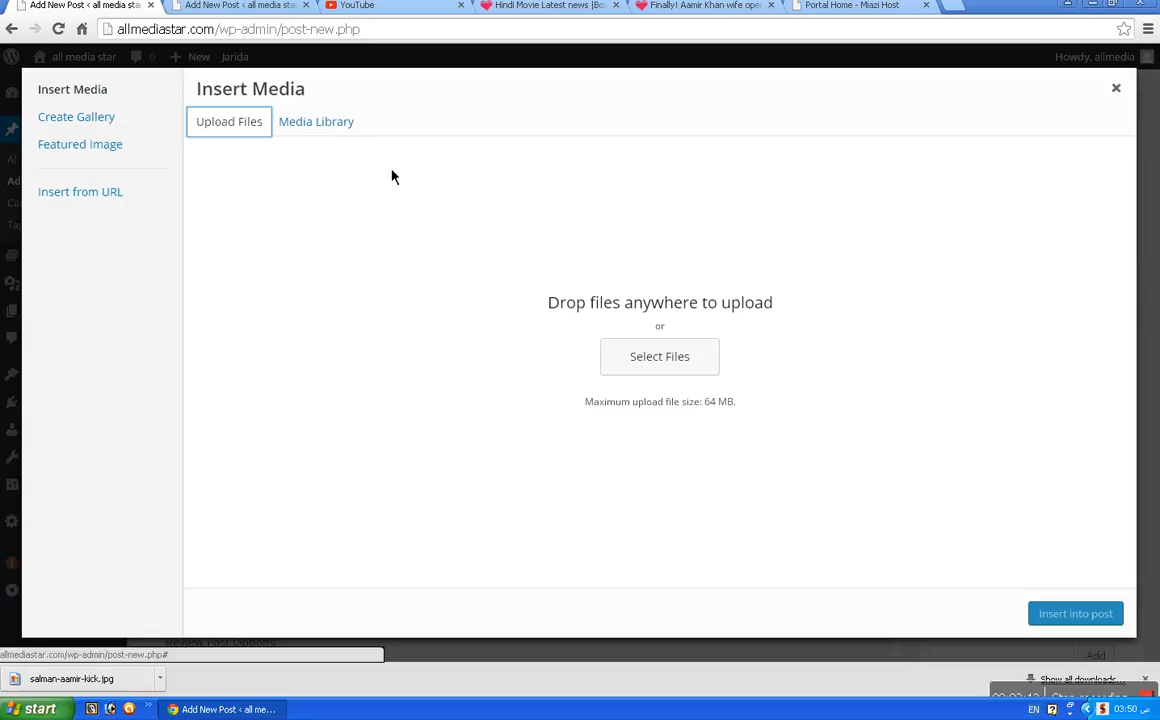 Add New Post < all media sta
Add New Post < all media sta
YouTube
Hindi Movie Latest news |Bo
Finally! Aamir Khan wife ope
Portal Home - Miazi Host
allmediastar.com/wp-admin/post-new.php
all media star
0
New
Jarida
Howdy, allmedia
Insert Media
Create Gallery
Featured Image
Insert from URL
Insert Media
Upload Files
Media Library
Drop files anywhere to upload
or
Select Files
Maximum upload file size: 64 MB.
Insert into post
Add
allmediastar.com/wp-admin/post-new.php#
salman-aamir-kick.jpg
Show all downloads...
start
Add New Post < all me...
EN
03:50 ص